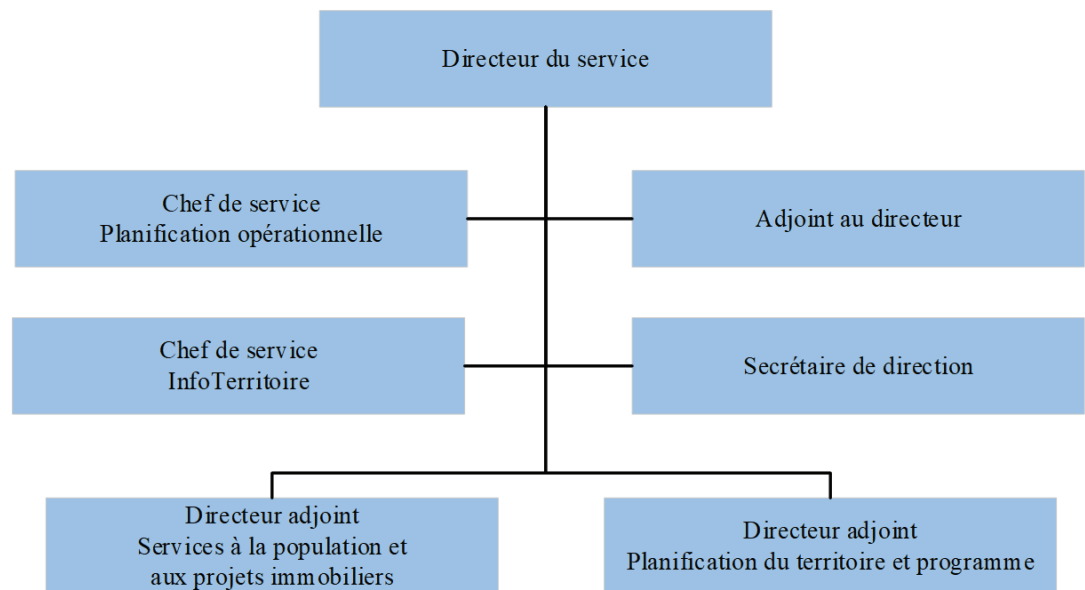 Directeur du service
Chef de service
Planification opérationnelle
Adjoint au directeur
Chef de service
InfoTerritoire
Secrétaire de direction
Directeur adjoint
Services à la population et
aux projets immobiliers
Directeur adjoint
Planification du territoire et programme